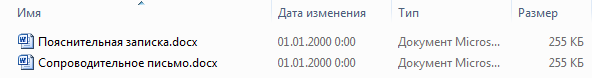 Имя Дата изменения Тип Размер
Пояснительная записка.docx 01.01.2000 0:00 Документ Micros... 255 КБ
Сопроводительное письмо.docx 01.01.2000 0:00 Документ Micros... 255 КБ